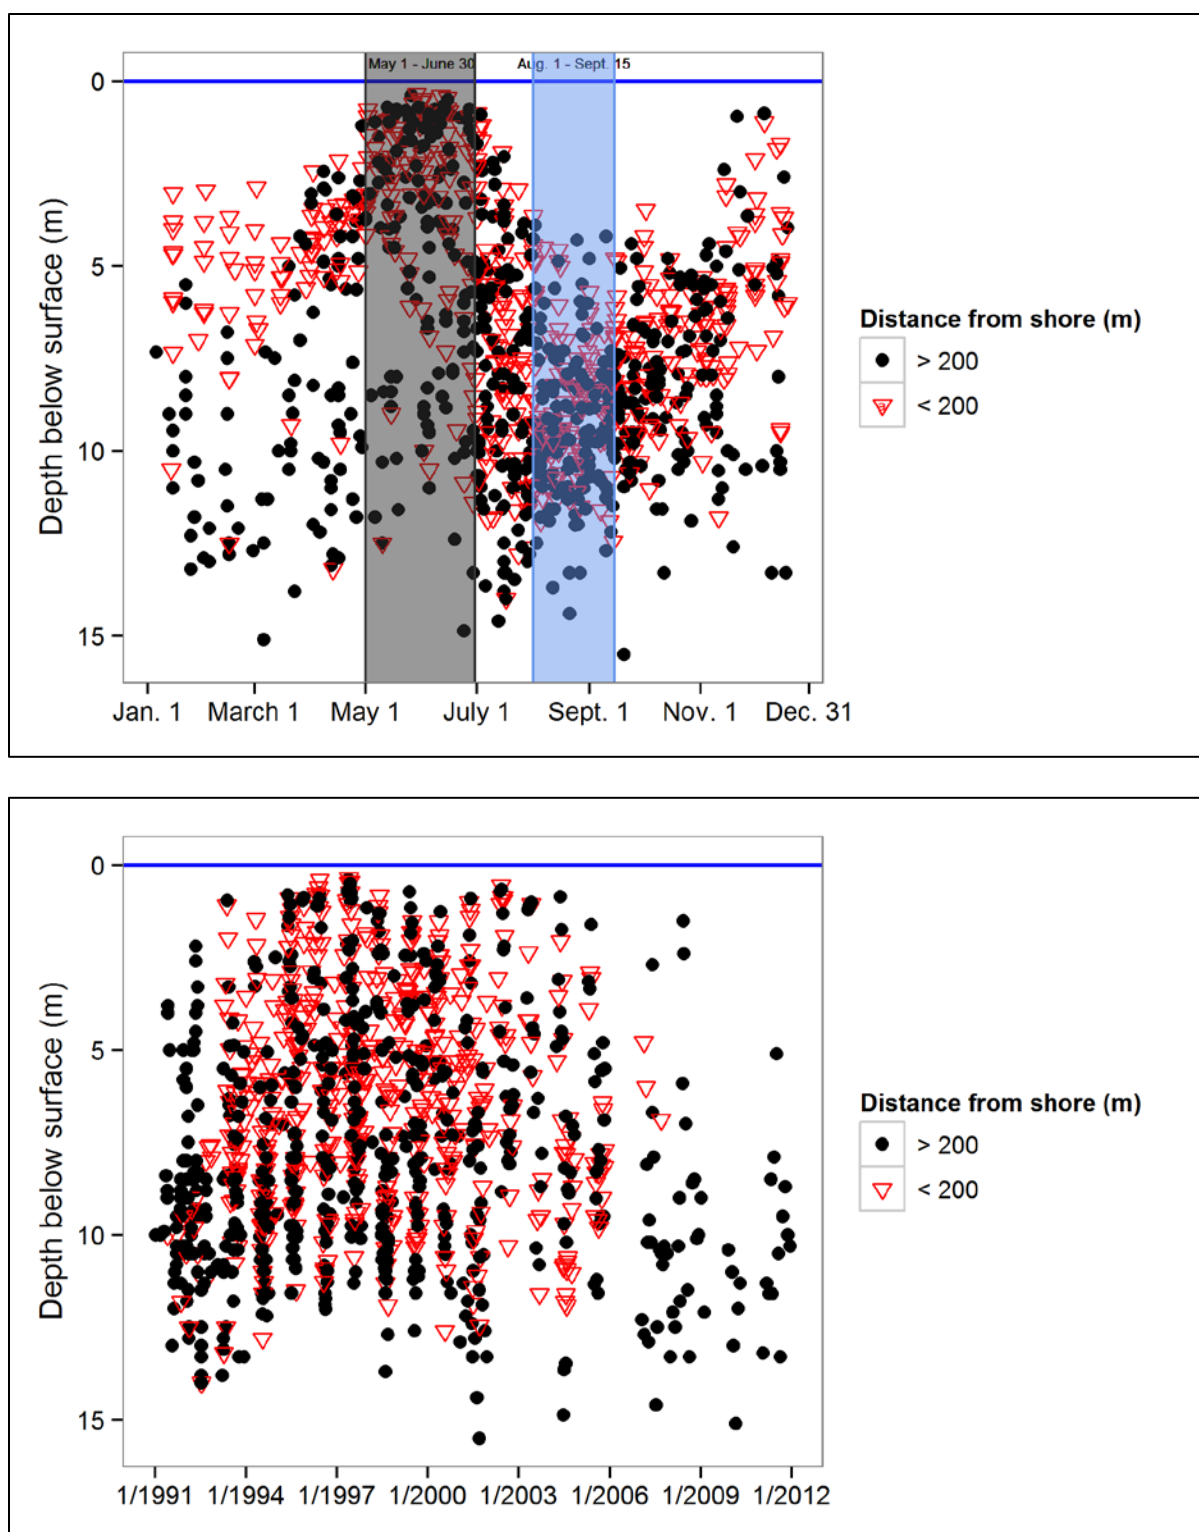 May 1 - June 30 Aug. 1 - Sept. 15
0
5
10
15
Depth below surface (m)
Jan. 1 March 1 May 1 July 1 Sept. 1 Nov. 1 Dec. 31
Distance from shore (m)
> 200
< 200
0
5
10
15
Depth below surface (m)
1/1991 1/1994 1/1997 1/2000 1/2003 1/2006 1/2009 1/2012
Distance from shore (m)
> 200
< 200